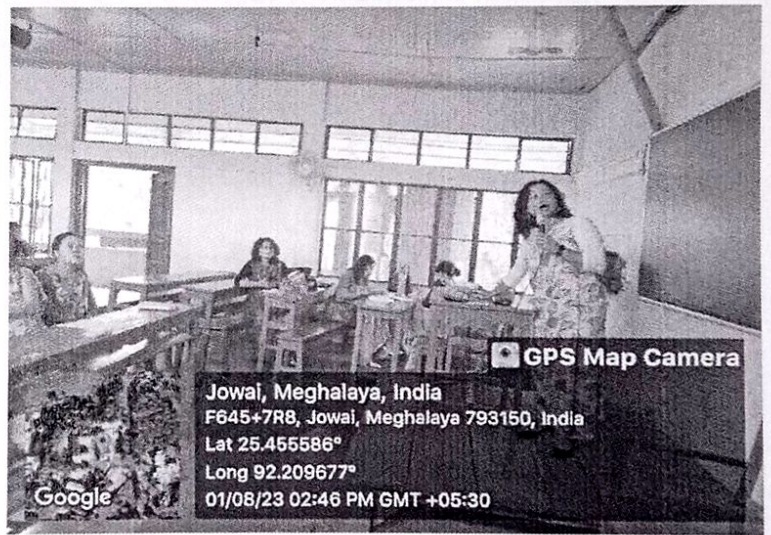 GPS Map Camera
Jowai, Meghalaya, India
F645+7R8, Jowai, Meghalaya 793150, India
Lat 25.455586°
Long 92.209677°
01/08/23 02:46 PM GMT +05:30
Google